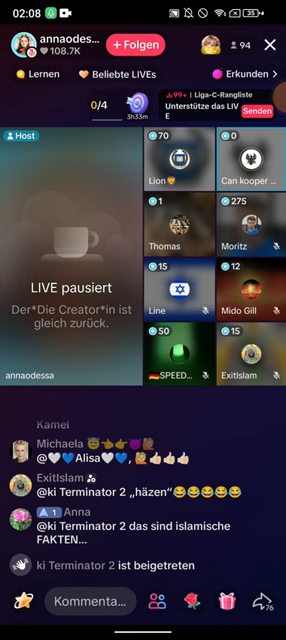 02:08
35
annaodes...
108.7K
+ Folgen
94
Lernen
Beliebte LIVEs
Erkunden >
0/4
3h33m
99+ | Liga-C-Rangliste
Unterstütze das LIV
E
Senden
Host
LIVE pausiert
Der*Die Creator*in ist
gleich zurück.
annaodessa
70
Lion🦁
0
Can kooper ...
1
Thomas
275
Moritz
15
Line
12
Mido Gill
50
🇩🇪SPEED...
15
ExitIslam
Kamel
Michaela 😇👈👉😈🙋
@🤍💙Alisa🤍💙, 🙋👍🏻👍🏻👍🏻👍🏻
ExitIslam
@ki Terminator 2 „häzen“😂😂😂😂😂
1 Anna
@ki Terminator 2 das sind islamische
FAKTEN...
ki Terminator 2 ist beigetreten
Kommenta...
76